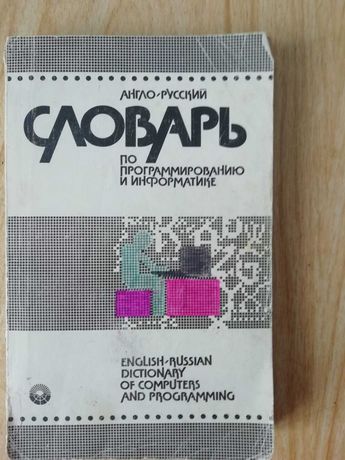 АНГЛО-РУССКИЙ
СЛОВАРЬ
ПО
ПРОГРАММИРОВАНИЮ
И ИНФОРМАТИКЕ
ENGLISH-RUSSIAN
DICTIONARY
OF COMPUTERS
AND PROGRAMMING